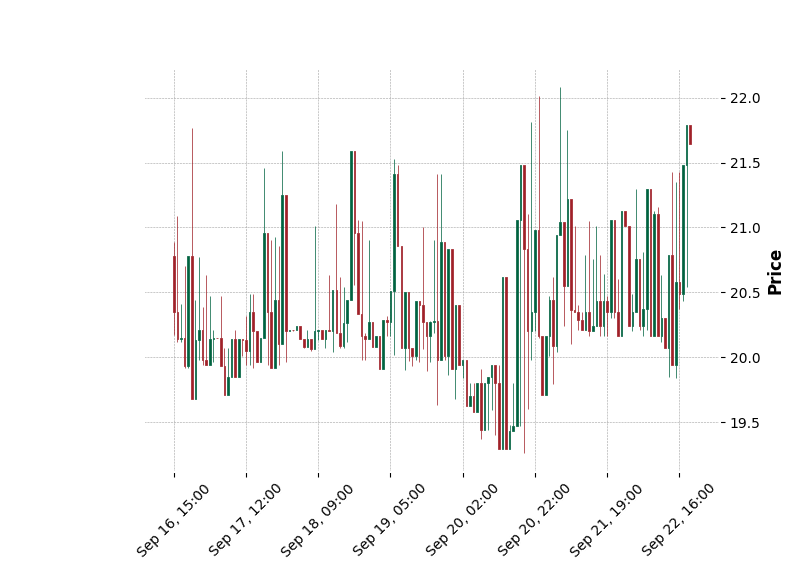 22.0
21.5
21.0
20.5
20.0
19.5
Price
Sep 16, 15:00
Sep 17, 12:00
Sep 18, 09:00
Sep 19, 05:00
Sep 20, 02:00
Sep 20, 22:00
Sep 21, 19:00
Sep 22, 16:00